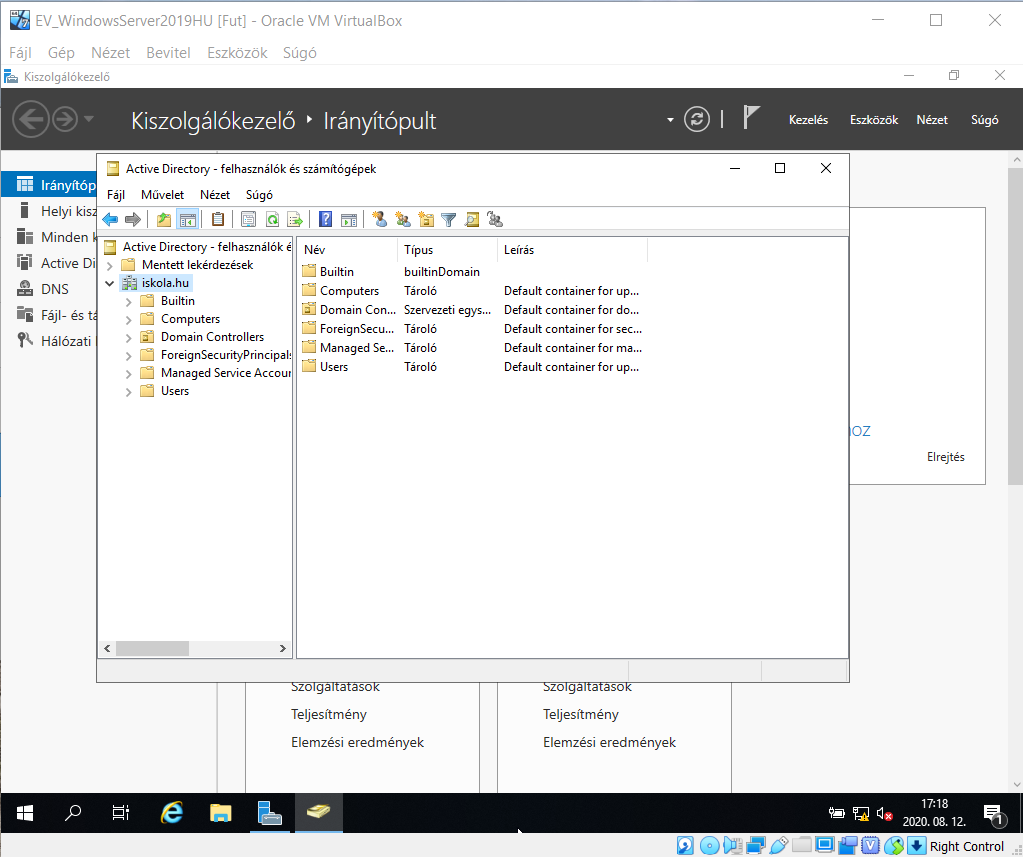 EV_WindowsServer2019HU [Fut] - Oracle VM VirtualBox
Fájl Gép Nézet Bevitel Eszközök Súgó
Kiszolgálókezelő
Kiszolgálókezelő Irányítópult
Kezelés Eszközök Nézet Súgó
Irányítóp
Helyi kisz
Minden k
Active Di
DNS
Fájl- és tá
Hálózati
Active Directory - felhasználók és számítógépek
Fájl Művelet Nézet Súgó
Active Directory - felhasználók é
Mentett lekérdezések
iskola.hu
Builtin
Computers
Domain Controllers
ForeignSecurityPrincipals
Managed Service Accour
Users
Név Típus Leírás
Builtin builtinDomain
Computers Tároló Default container for up...
Domain Con... Szervezeti egys... Default container for do...
ForeignSecu... Tároló Default container for sec...
Managed Se... Tároló Default container for ma...
Users Tároló Default container for up...
HOZ
Elrejtés
Szolgáltatások
Teljesítmény
Elemzési eredmények
Szolgáltatások
Teljesítmény
Elemzési eredmények
17:18
2020. 08. 12.
1
Right Control